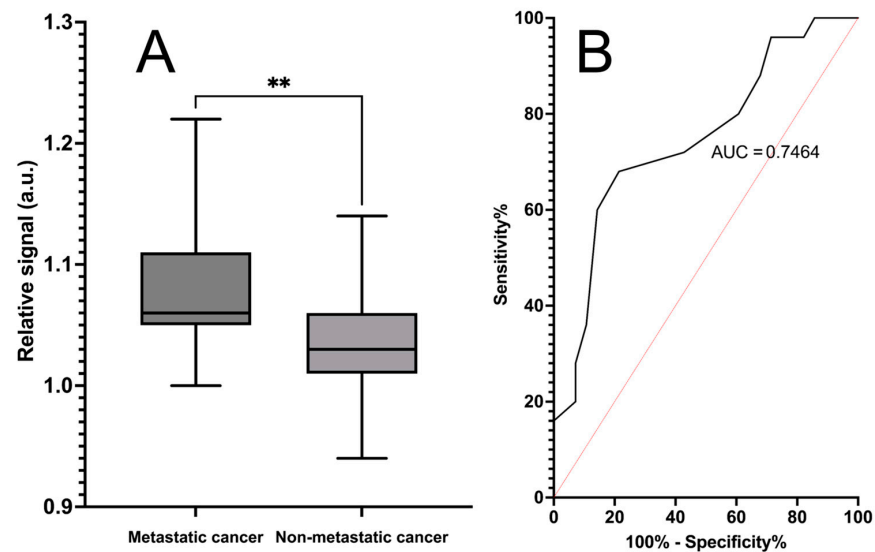 A
**
Relative signal (a.u.)
1.3
1.2
1.1
1.0
0.9
Metastatic cancer
Non-metastatic cancer
B
AUC = 0.7464
Sensitivity%
100
80
60
40
20
0
0
20
40
60
80
100
100% - Specificity%